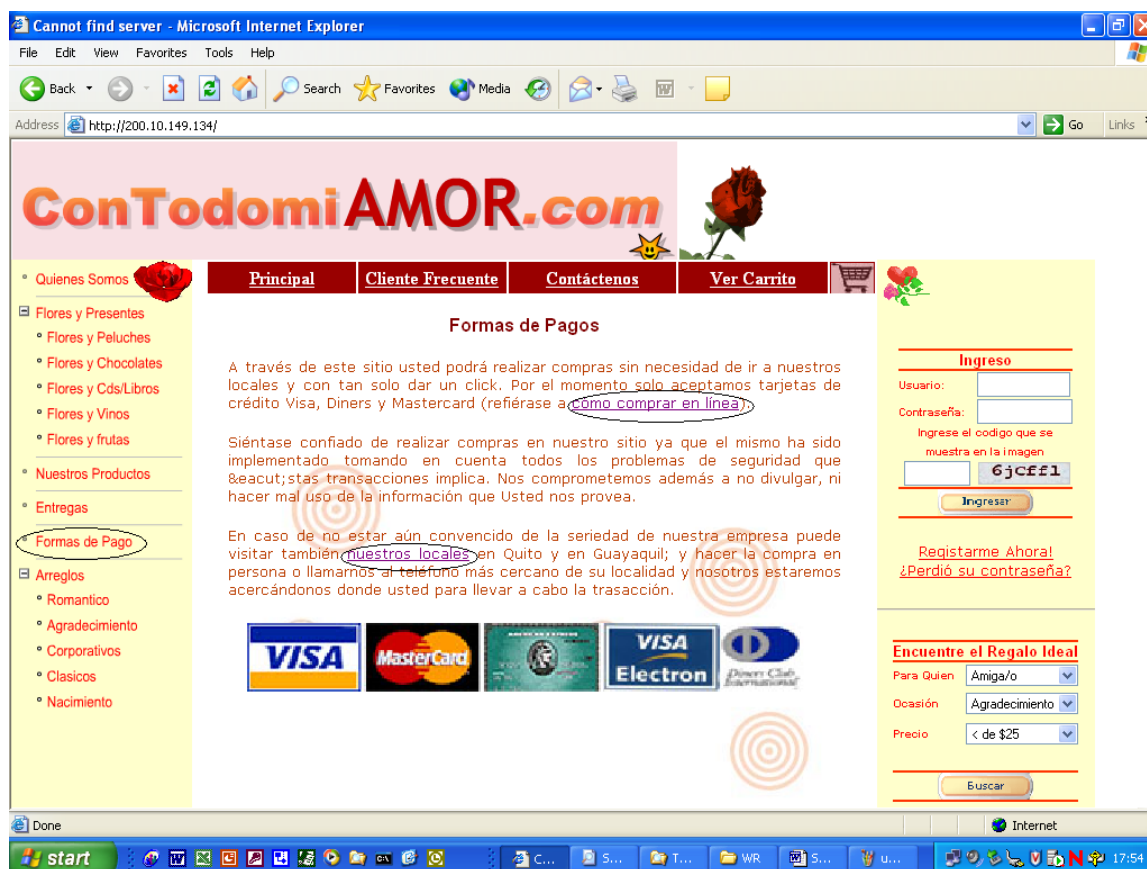 Cannot find server - Microsoft Internet Explorer
File Edit View Favorites Tools Help
Back Search Favorites Media
Address http://200.10.149.134/ Go Links
ConTodomiAMOR.com
Quienes Somos
Flores y Presentes
Flores y Peluches
Flores y Chocolates
Flores y Cds/Libros
Flores y Vinos
Flores y frutas
Nuestros Productos
Entregas
Formas de Pago
Arreglos
Romantico
Agradecimiento
Corporativos
Clasicos
Nacimiento
Principal Cliente Frecuente Contáctenos Ver Carrito
Formas de Pagos
A través de este sitio usted podrá realizar compras sin necesidad de ir a nuestros
locales y con tan solo dar un click. Por el momento solo aceptamos tarjetas de
crédito Visa, Diners y Mastercard (refiérase a cómo comprar en línea).
Siéntase confiado de realizar compras en nuestro sitio ya que el mismo ha sido
implementado tomando en cuenta todos los problemas de seguridad que
&eacut;stas transacciones implica. Nos comprometemos además a no divulgar, ni
hacer mal uso de la información que Usted nos provea.
En caso de no estar aún convencido de la seriedad de nuestra empresa puede
visitar también nuestros locales en Quito y en Guayaquil; y hacer la compra en
persona o llamarnos al teléfono más cercano de su localidad y nosotros estaremos
acercándonos donde usted para llevar a cabo la trasacción.
VISA MasterCard AMERICAN EXPRESS VISA Electron Diners Club International
Ingreso
Usuario:
Contraseña:
Ingrese el codigo que se
muestra en la imagen
6jCff1
Ingresar
Registarme Ahora!
¿Perdió su contraseña?
Encuentre el Regalo Ideal
Para Quien Amiga/o
Ocasión Agradecimiento
Precio < de $25
Buscar
Done Internet
start C... S... T... WR S... u... 17:54